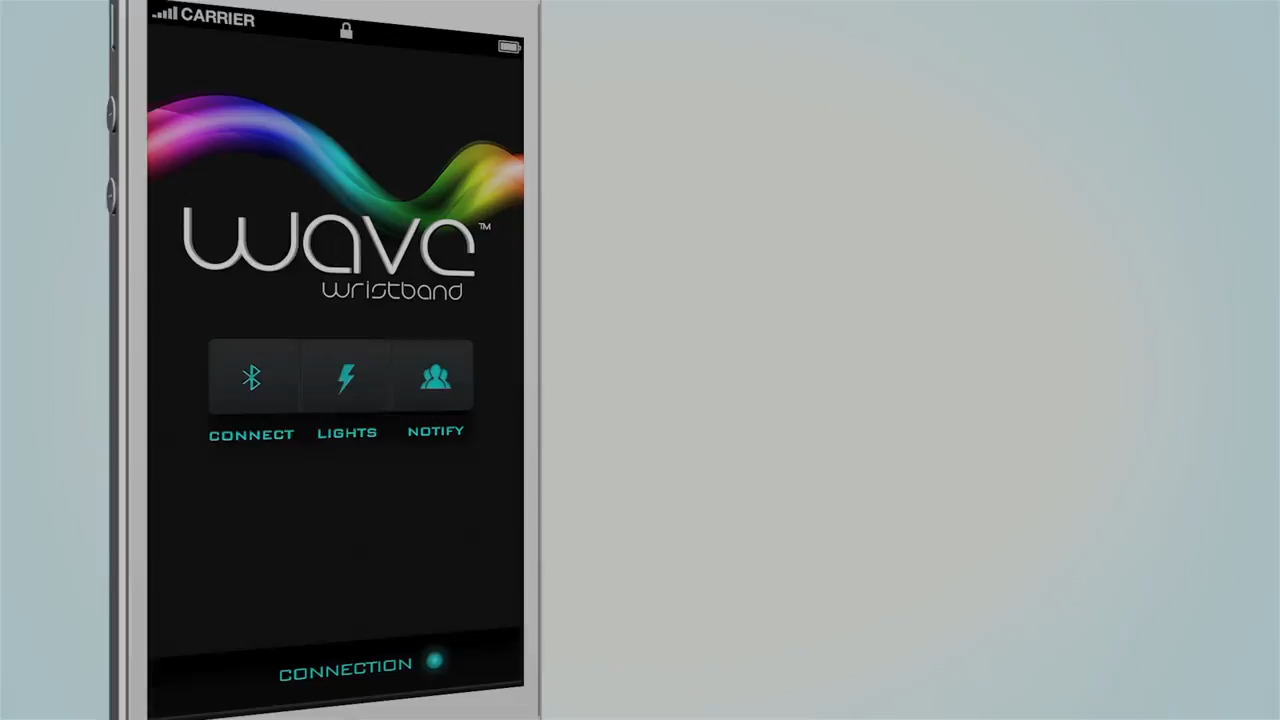 CARRIER
wave™
wristband
CONNECT LIGHTS NOTIFY
CONNECTION